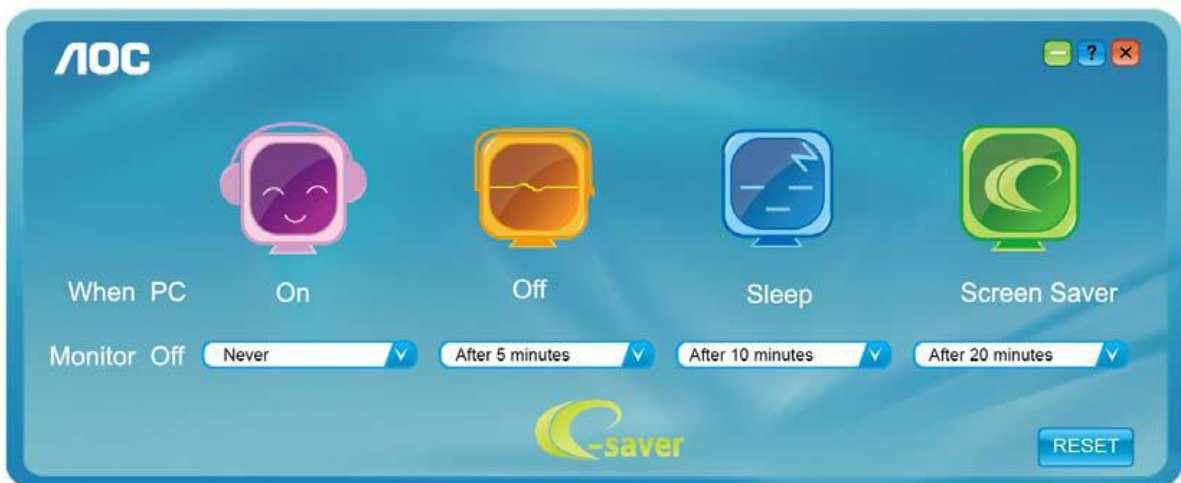 AOC
?
When PC On Off Sleep Screen Saver
Monitor Off Never After 5 minutes After 10 minutes After 20 minutes
e-saver
RESET